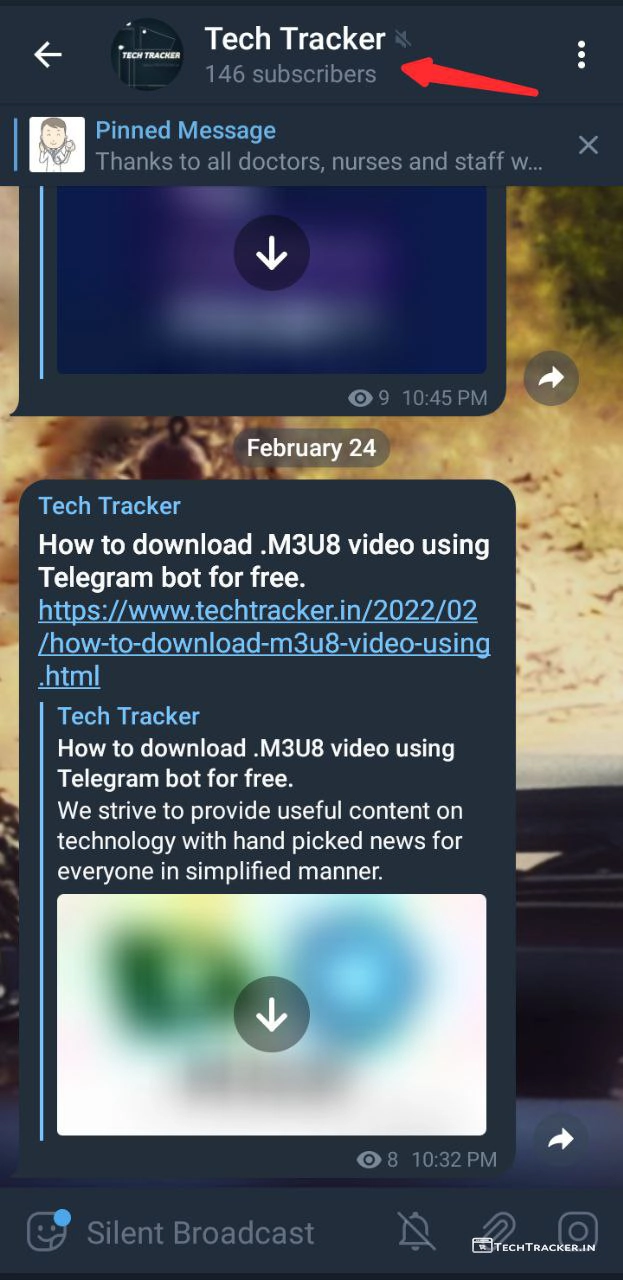 TECH TRACKER
Tech Tracker
146 subscribers
Pinned Message
Thanks to all doctors, nurses and staff w...
9 10:45 PM
February 24
Tech Tracker
How to download .M3U8 video using
Telegram bot for free.
https://www.techtracker.in/2022/02
/how-to-download-m3u8-video-using
.html
Tech Tracker
How to download .M3U8 video using
Telegram bot for free.
We strive to provide useful content on
technology with hand picked news for
everyone in simplified manner.
8 10:32 PM
Silent Broadcast
TECHTRACKER.IN